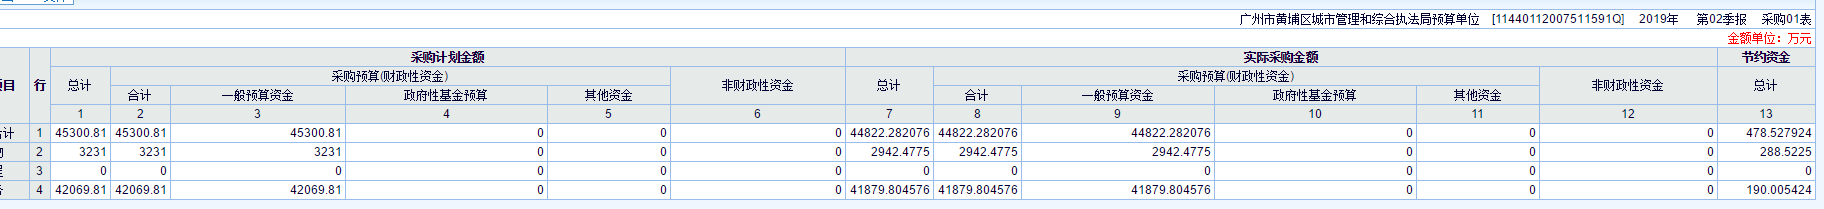 广州市黄埔区城市管理和综合执法局预算单位 [11440112007511591Q] 2019年 第02季报 采购01表
金额单位：万元
项目 行 采购计划金额 实际采购金额 节约资金
总计 采购预算(财政性资金) 非财政性资金 总计 采购预算(财政性资金) 非财政性资金 总计
合计 一般预算资金 政府性基金预算 其他资金 合计 一般预算资金 政府性基金预算 其他资金
1 2 3 4 5 6 7 8 9 10 11 12 13
计 1 45300.81 45300.81 45300.81 0 0 0 44822.282076 44822.282076 44822.282076 0 0 0 478.527924
2 3231 3231 3231 0 0 0 2942.4775 2942.4775 2942.4775 0 0 0 288.5225
3 0 0 0 0 0 0 0 0 0 0 0 0 0
4 42069.81 42069.81 42069.81 0 0 0 41879.804576 41879.804576 41879.804576 0 0 0 190.005424